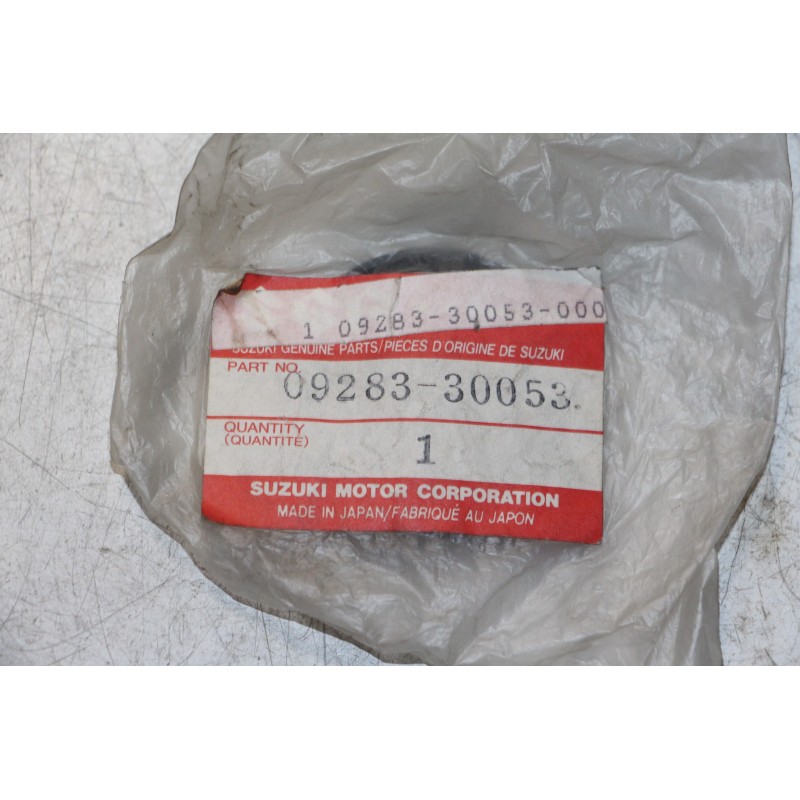 1 09283-30053-000
SUZUKI GENUINE PARTS/PIECES D'ORIGINE DE SUZUKI
PART NO.
09283-30053.
QUANTITY
(QUANTITÉ)
1
SUZUKI MOTOR CORPORATION
MADE IN JAPAN/FABRIQUÉ AU JAPON